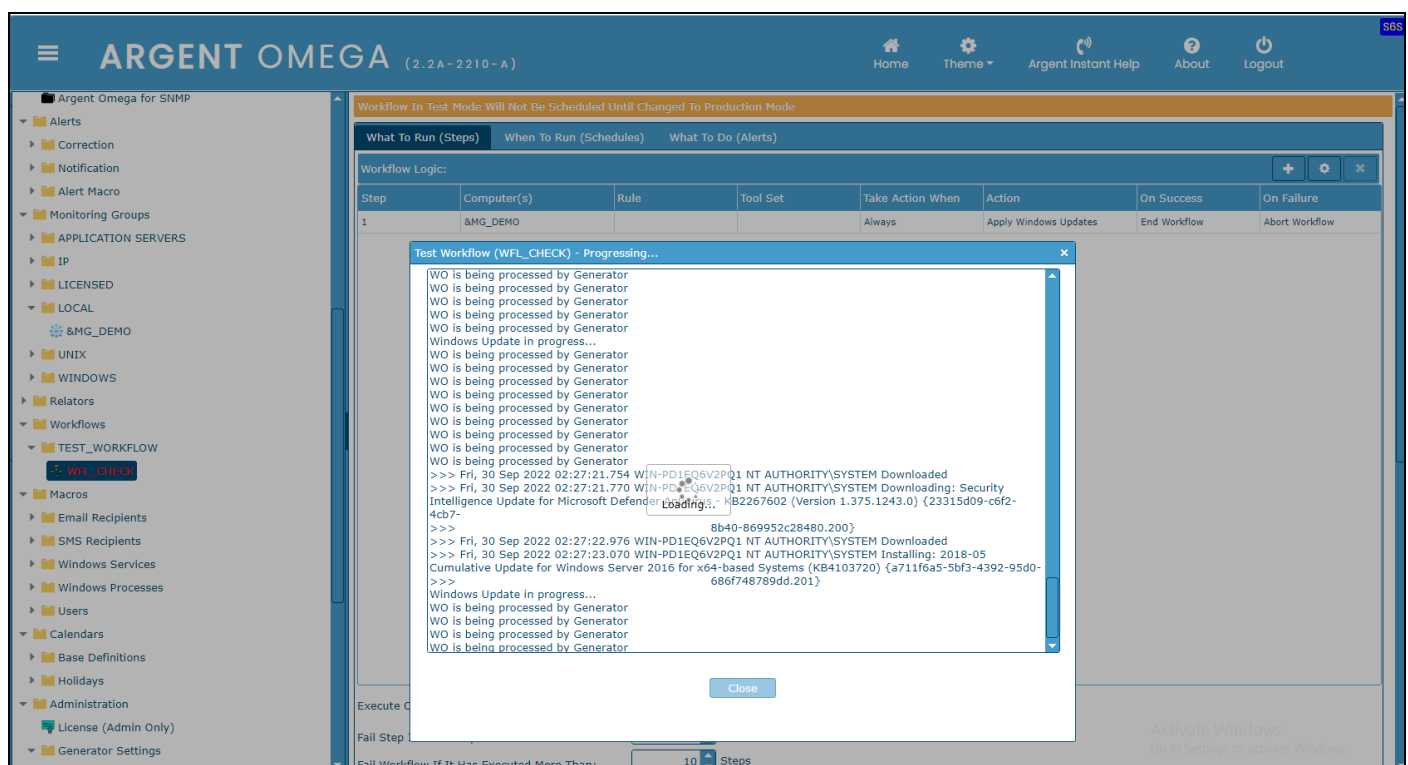 S6S
ARGENT OMEGA (2.2A-2210-A)
Home
Theme
Argent Instant Help
About
Logout
Argent Omega for SNMP
Alerts
Correction
Notification
Alert Macro
Monitoring Groups
APPLICATION SERVERS
IP
LICENSED
LOCAL
&MG_DEMO
UNIX
WINDOWS
Relators
Workflows
TEST_WORKFLOW
WFL_CHECK
Macros
Email Recipients
SMS Recipients
Windows Services
Windows Processes
Users
Calendars
Base Definitions
Holidays
Administration
License (Admin Only)
Generator Settings
Workflow In Test Mode Will Not Be Scheduled Until Changed To Production Mode
What To Run (Steps) When To Run (Schedules) What To Do (Alerts)
Workflow Logic:
Step Computer(s) Rule Tool Set Take Action When Action On Success On Failure
1 &MG_DEMO Always Apply Windows Updates End Workflow Abort Workflow
Test Workflow (WFL_CHECK) - Progressing...
WO is being processed by Generator
WO is being processed by Generator
WO is being processed by Generator
WO is being processed by Generator
WO is being processed by Generator
Windows Update in progress...
WO is being processed by Generator
WO is being processed by Generator
WO is being processed by Generator
WO is being processed by Generator
WO is being processed by Generator
WO is being processed by Generator
WO is being processed by Generator
WO is being processed by Generator
WO is being processed by Generator
>>> Fri, 30 Sep 2022 02:27:21.754 WIN-PD1EQ6V2PQ1 NT AUTHORITY\SYSTEM Downloaded
>>> Fri, 30 Sep 2022 02:27:21.770 WIN-PD1EQ6V2PQ1 NT AUTHORITY\SYSTEM Downloading: Security
Intelligence Update for Microsoft Defender Antivirus - KB2267602 (Version 1.375.1243.0) {23315d09-c6f2-
4cb7-
>>> 8b40-869952c28480.200}
>>> Fri, 30 Sep 2022 02:27:22.976 WIN-PD1EQ6V2PQ1 NT AUTHORITY\SYSTEM Downloaded
>>> Fri, 30 Sep 2022 02:27:23.070 WIN-PD1EQ6V2PQ1 NT AUTHORITY\SYSTEM Installing: 2018-05
Cumulative Update for Windows Server 2016 for x64-based Systems (KB4103720) {a711f6a5-5bf3-4392-95d0-
>>> 686f748789dd.201}
Windows Update in progress...
WO is being processed by Generator
WO is being processed by Generator
WO is being processed by Generator
WO is being processed by Generator
Loading...
Close
Execute
Fail Step
Fail Workflow If It Has Executed More Than: 10 Steps
Activate Windows
Go to Settings to activate Windows.